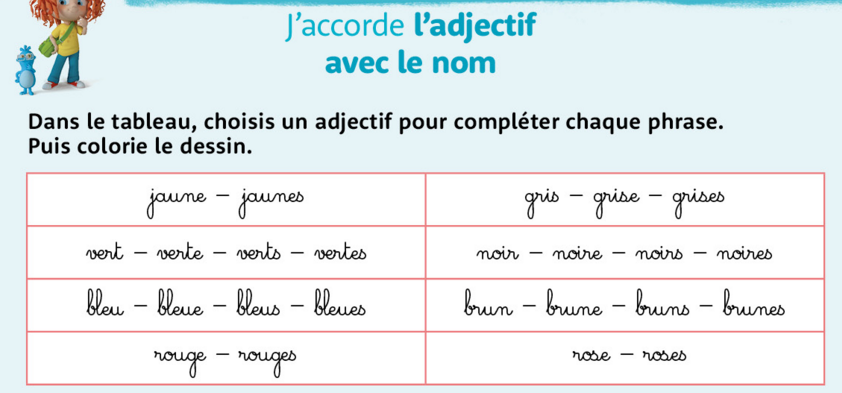 J'accorde l'adjectif
avec le nom
Dans le tableau, choisis un adjectif pour compléter chaque phrase.
Puis colorie le dessin.
jaune – jaunes
gris – grise – grises
vert – verte – verts – vertes
noir – noire – noirs – noires
bleu – bleue – bleus – bleues
brun – brune – bruns – brunes
rouge – rouges
rose – roses